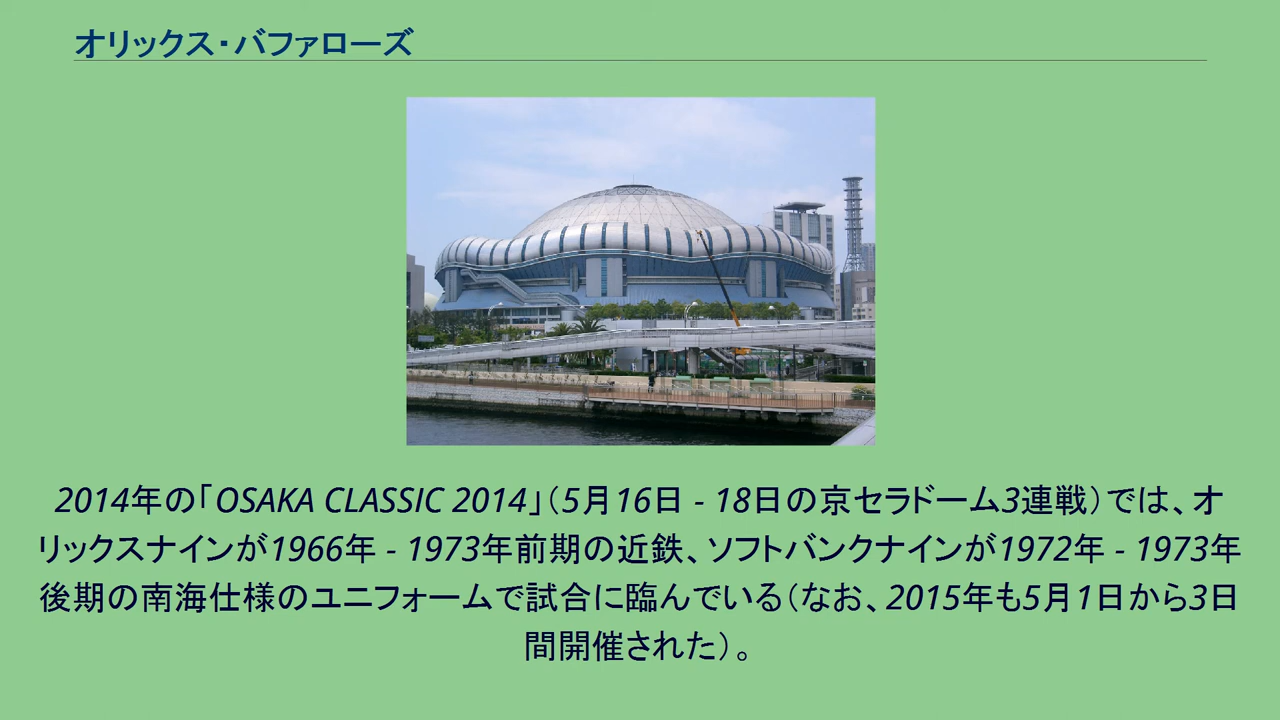 オリックス・バファローズ
2014年の「OSAKA CLASSIC 2014」（5月16日 - 18日の京セラドーム3連戦）では、オ
リックスナインが1966年 - 1973年前期の近鉄、ソフトバンクナインが1972年 - 1973年
後期の南海仕様のユニフォームで試合に臨んでいる（なお、2015年も5月1日から3日
間開催された）。